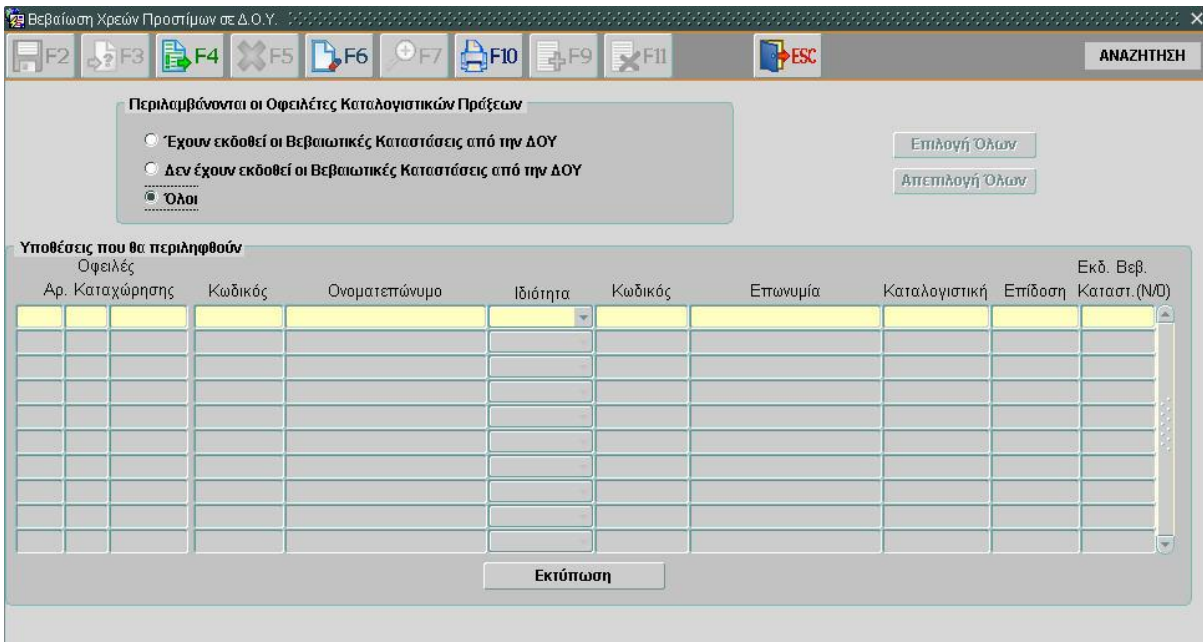 Βεβαίωση Χρεών Προστίμων σε Δ.Ο.Υ.
F2 F3 F4 F5 F6 F7 F10 F9 F11 ESC ΑΝΑΖΗΤΗΣΗ
Περιλαμβάνονται οι Οφειλέτες Καταλογιστικών Πράξεων
Έχουν εκδοθεί οι Βεβαιωτικές Καταστάσεις από την ΔΟΥ
Δεν έχουν εκδοθεί οι Βεβαιωτικές Καταστάσεις από την ΔΟΥ
Όλοι
Επιλογή Όλων
Απεπιλογή Όλων
Υποθέσεις που θα περιληφθούν
Οφειλές Εκδ. Βεβ.
Αρ. Καταχώρησης Κωδικός Ονοματεπώνυμο Ιδιότητα Κωδικός Επωνυμία Καταλογιστική Επίδοση Καταστ.(Ν/Ο)
Εκτύπωση